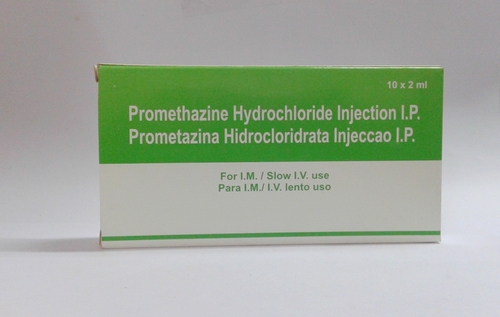 10 x 2 ml
Promethazine Hydrochloride Injection I.P.
Prometazina Hidrocloridrata Injeccao I.P.
For I.M. / Slow I.V. use
Para I.M./ I.V. lento uso